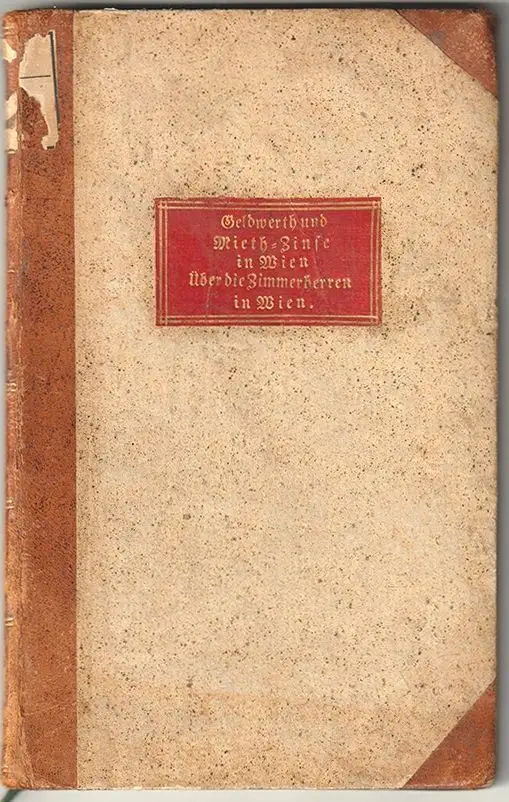 Geldwerth und
Mieth-Zinse
in Wien
Über die Zimmerherren
in Wien.